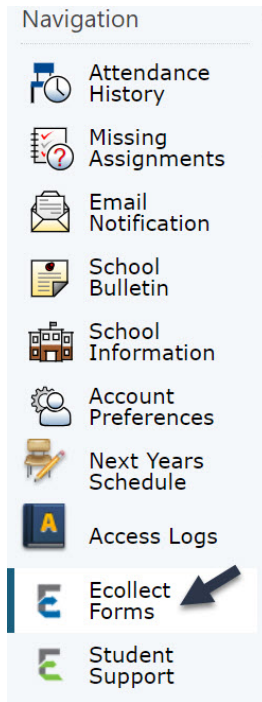 Navigation
Attendance
History
Missing
Assignments
Email
Notification
School
Bulletin
School
Information
Account
Preferences
Next Years
Schedule
A
Access Logs
Ecollect
Forms
Student
Support